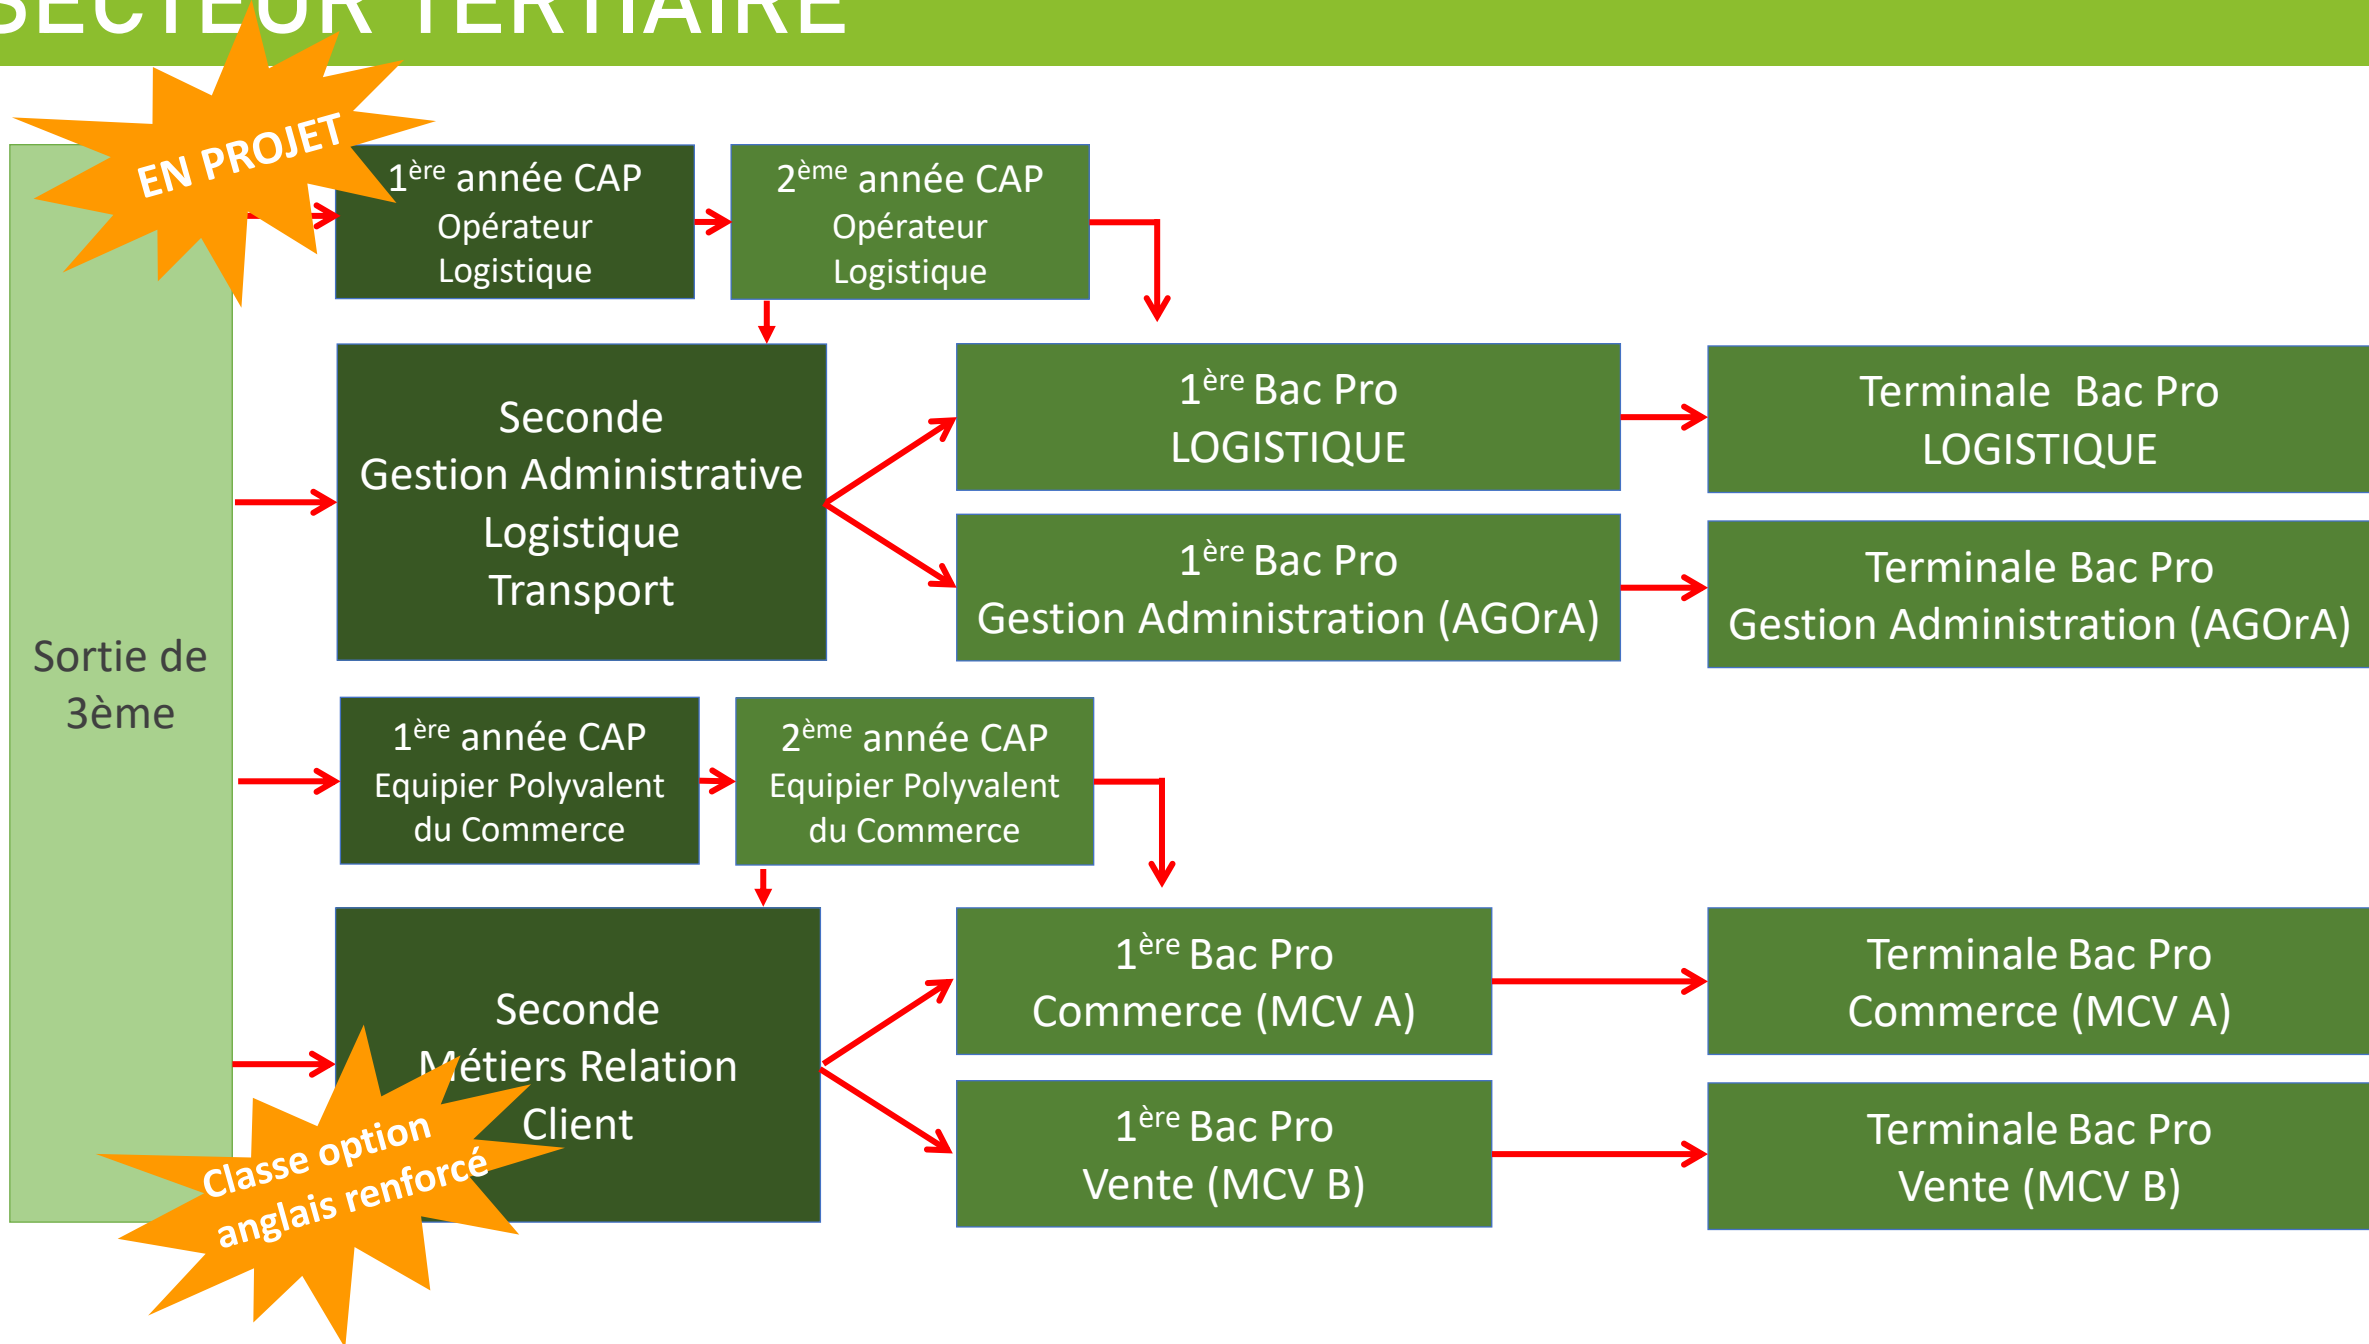 SECTEUR TERTIAIRE
EN PROJET
1ère année CAP
Opérateur
Logistique
2ème année CAP
Opérateur
Logistique
Seconde
Gestion Administrative
Logistique
Transport
1ère Bac Pro
LOGISTIQUE
Terminale Bac Pro
LOGISTIQUE
1ère Bac Pro
Gestion Administration (AGOrA)
Terminale Bac Pro
Gestion Administration (AGOrA)
Sortie de
3ème
1ère année CAP
Equipier Polyvalent
du Commerce
2ème année CAP
Equipier Polyvalent
du Commerce
Seconde
Métiers Relation
Client
Classe option
anglais renforcé
1ère Bac Pro
Commerce (MCV A)
Terminale Bac Pro
Commerce (MCV A)
1ère Bac Pro
Vente (MCV B)
Terminale Bac Pro
Vente (MCV B)